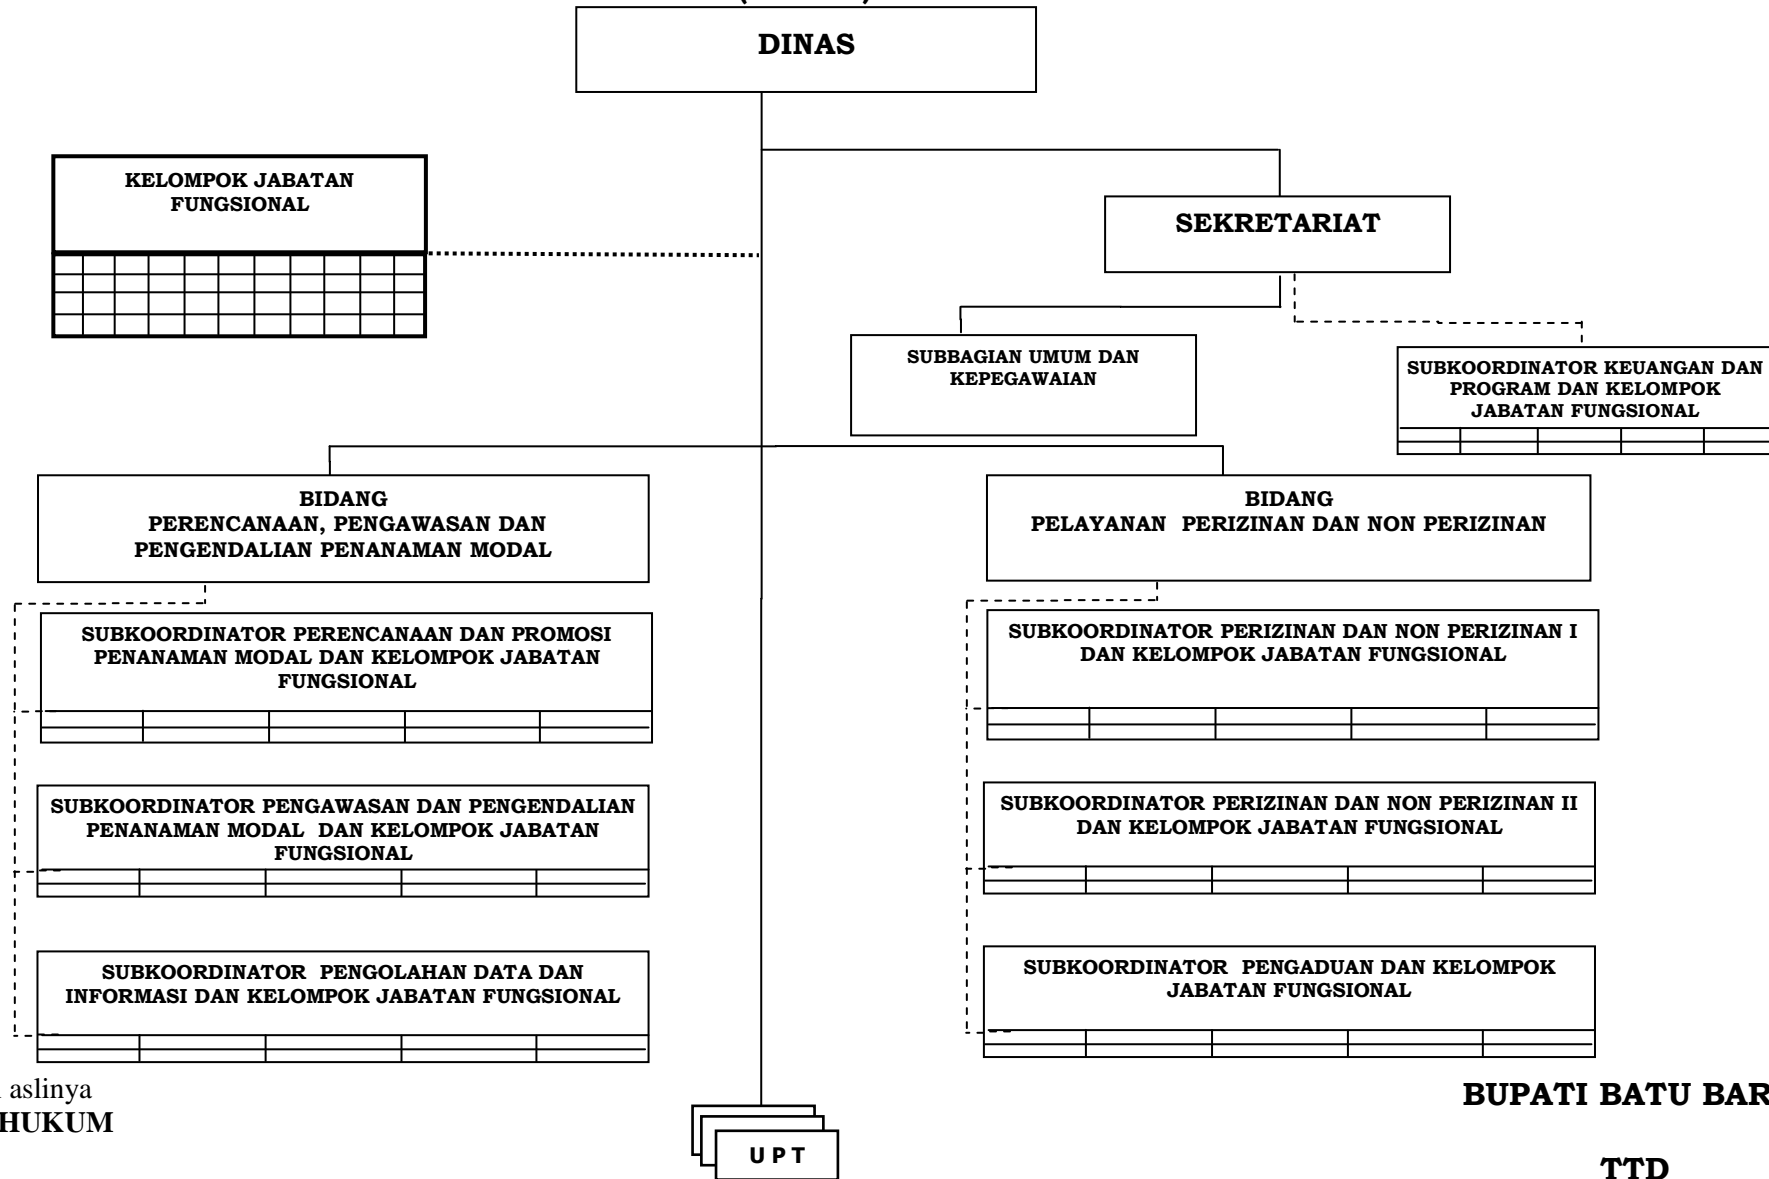 DINAS
KELOMPOK JABATAN
FUNGSIONAL
SEKRETARIAT
SUBBAGIAN UMUM DAN
KEPEGAWAIAN
SUBKOORDINATOR KEUANGAN DAN
PROGRAM DAN KELOMPOK
JABATAN FUNGSIONAL
BIDANG
PERENCANAAN, PENGAWASAN DAN
PENGENDALIAN PENANAMAN MODAL
BIDANG
PELAYANAN PERIZINAN DAN NON PERIZINAN
SUBKOORDINATOR PERENCANAAN DAN PROMOSI
PENANAMAN MODAL DAN KELOMPOK JABATAN
FUNGSIONAL
SUBKOORDINATOR PERIZINAN DAN NON PERIZINAN I
DAN KELOMPOK JABATAN FUNGSIONAL
SUBKOORDINATOR PENGAWASAN DAN PENGENDALIAN
PENANAMAN MODAL DAN KELOMPOK JABATAN
FUNGSIONAL
SUBKOORDINATOR PERIZINAN DAN NON PERIZINAN II
DAN KELOMPOK JABATAN FUNGSIONAL
SUBKOORDINATOR PENGOLAHAN DATA DAN
INFORMASI DAN KELOMPOK JABATAN FUNGSIONAL
SUBKOORDINATOR PENGADUAN DAN KELOMPOK
JABATAN FUNGSIONAL
aslinya
HUKUM
BUPATI BATU BAR
UPT
TTD